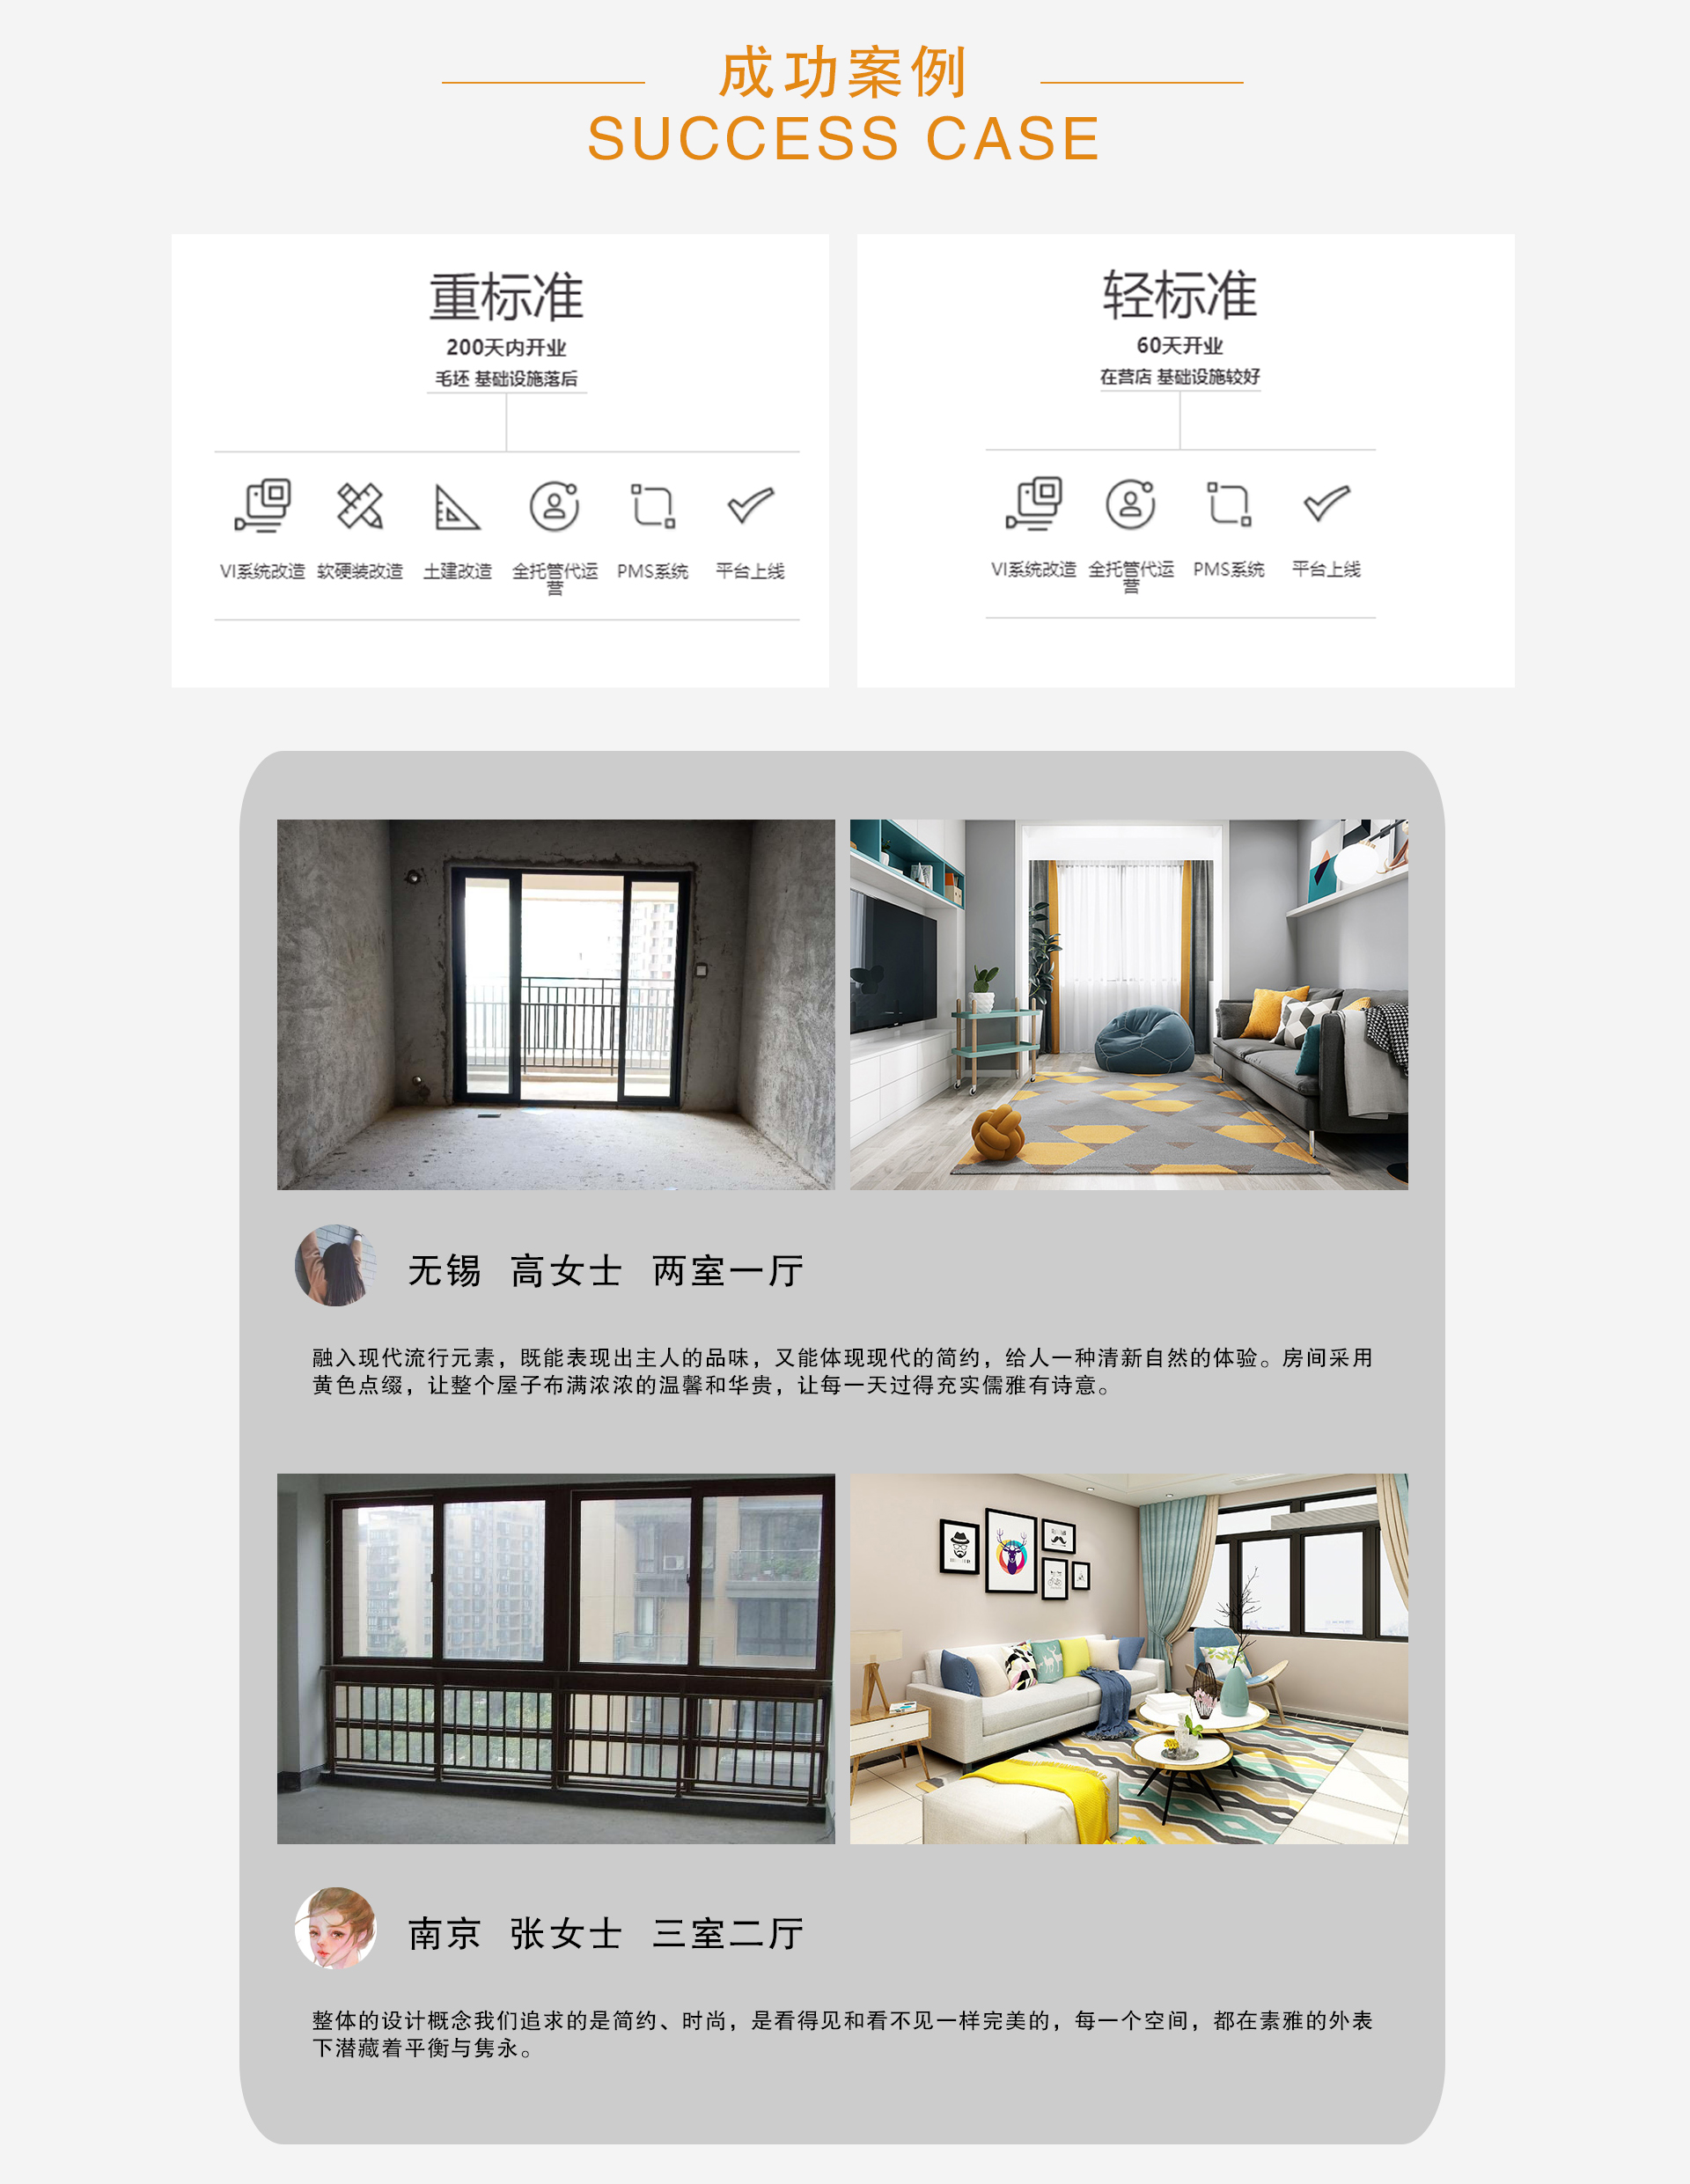 成功案例
SUCCESS CASE
重标准
200天内开业
毛坯 基础设施落后
VI系统改造 软硬装改造 土建改造 全托管代运营 PMS系统 平台上线
轻标准
60天开业
在营店 基础设施较好
VI系统改造 全托管代运营 PMS系统 平台上线
无锡 高女士 两室一厅
融入现代流行元素，既能表现出主人的品味，又能体现现代的简约，给人一种清新自然的体验。房间采用
黄色点缀，让整个屋子布满浓浓的温馨和华贵，让每一天过得充实儒雅有诗意。
南京 张女士 三室二厅
整体的设计概念我们追求的是简约、时尚，是看得见和看不见一样完美的，每一个空间，都在素雅的外表
下潜藏着平衡与隽永。